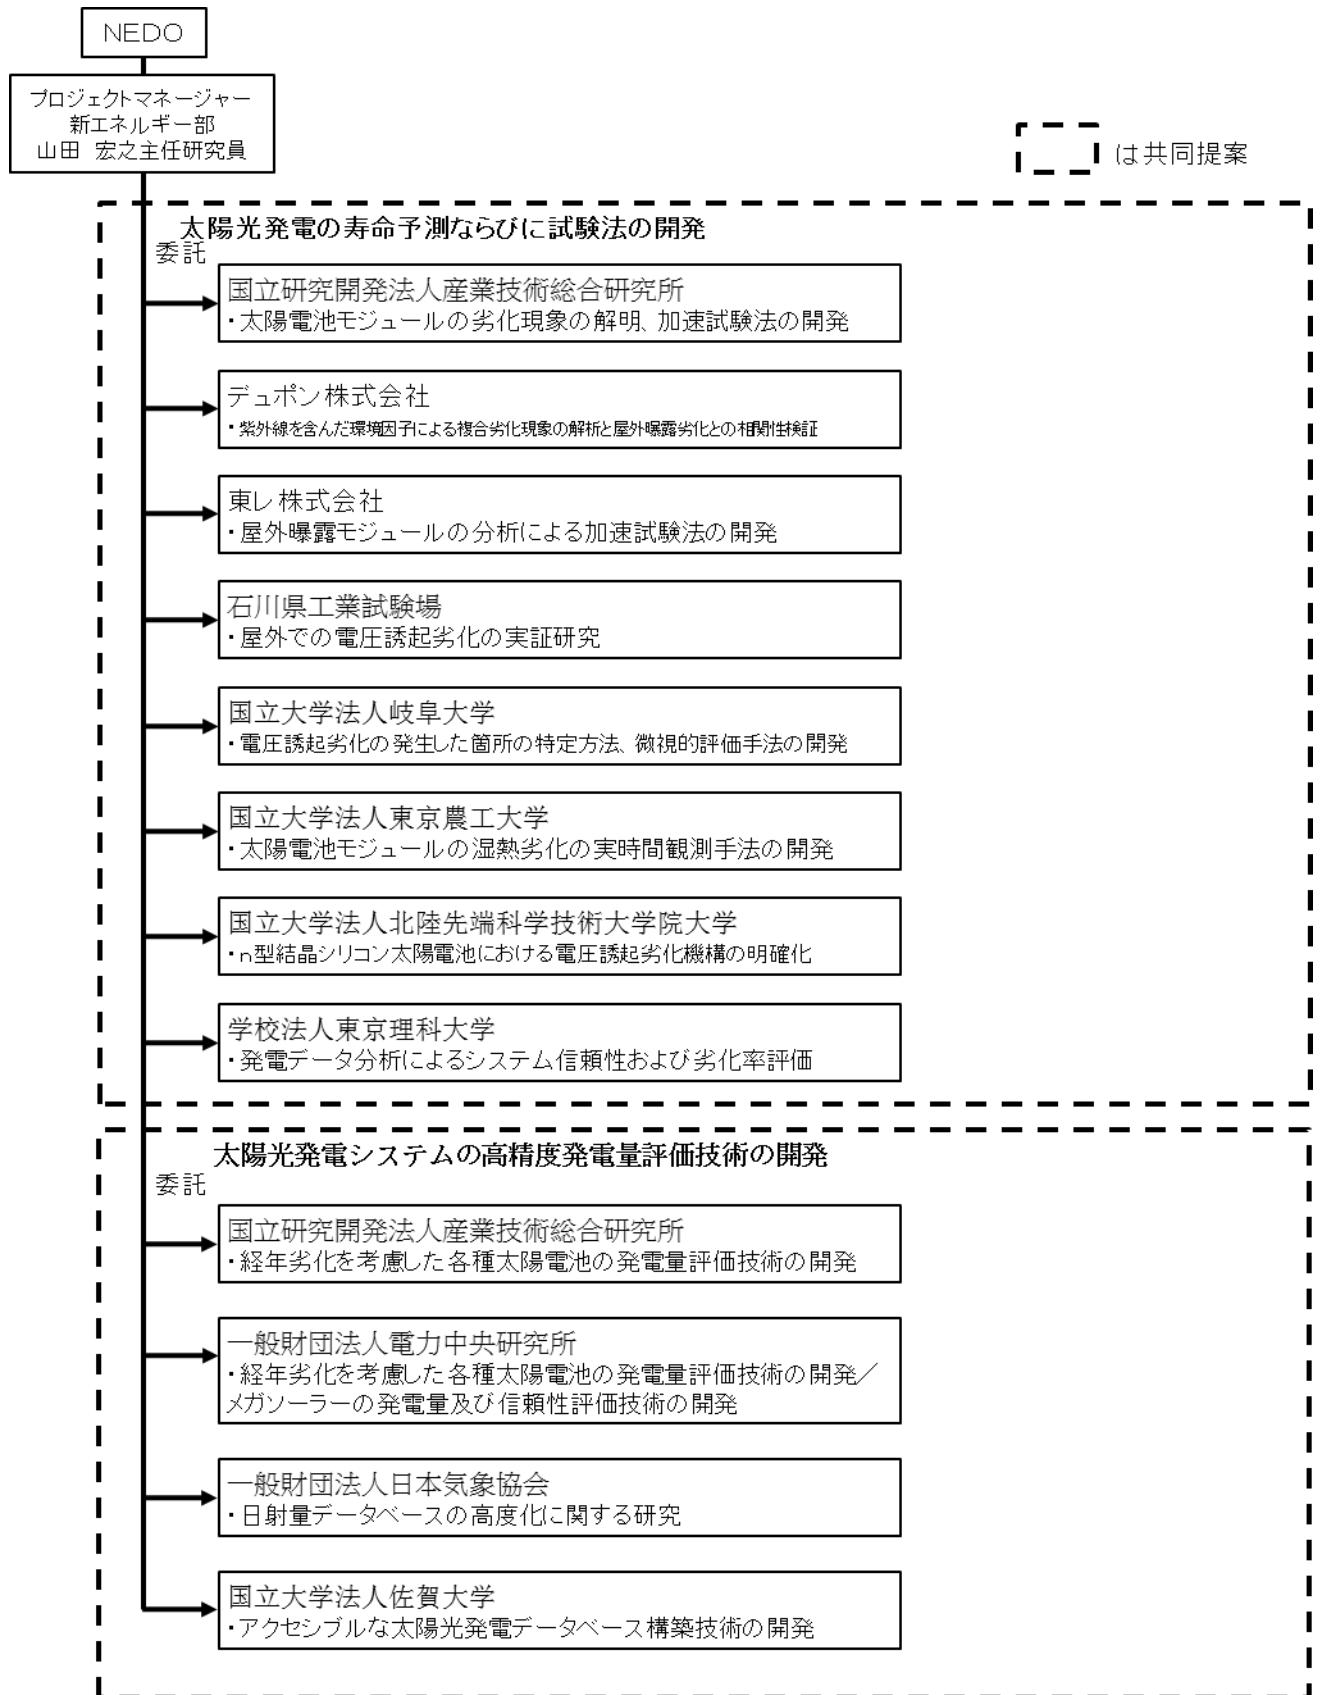 NEDO
プロジェクトマネージャー
新エネルギー部
山田 宏之主任研究員
は共同提案
太陽光発電の寿命予測ならびに試験法の開発
委託
国立研究開発法人産業技術総合研究所
・太陽電池モジュールの劣化現象の解明、加速試験法の開発
デュポン株式会社
・紫外線を含んだ環境因子による複合劣化現象の解析と屋外曝露劣化との相関性検証
東レ株式会社
・屋外曝露モジュールの分析による加速試験法の開発
石川県工業試験場
・屋外での電圧誘起劣化の実証研究
国立大学法人岐阜大学
・電圧誘起劣化の発生した箇所の特定方法、微視的評価手法の開発
国立大学法人東京農工大学
・太陽電池モジュールの湿熱劣化の実時間観測手法の開発
国立大学法人北陸先端科学技術大学院大学
・n型結晶シリコン太陽電池における電圧誘起劣化機構の明確化
学校法人東京理科大学
・発電データ分析によるシステム信頼性および劣化率評価
太陽光発電システムの高精度発電量評価技術の開発
委託
国立研究開発法人産業技術総合研究所
・経年劣化を考慮した各種太陽電池の発電量評価技術の開発
一般財団法人電力中央研究所
・経年劣化を考慮した各種太陽電池の発電量評価技術の開発／
メガソーラーの発電量及び信頼性評価技術の開発
一般財団法人日本気象協会
・日射量データベースの高度化に関する研究
国立大学法人佐賀大学
・アクセシブルな太陽光発電データベース構築技術の開発